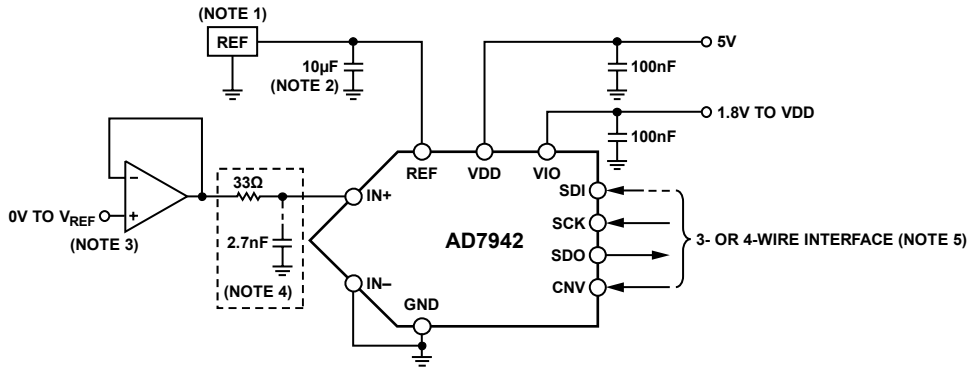 (NOTE 1)
REF
10µF
(NOTE 2)
5V
100nF
1.8V TO VDD
100nF
REF
VDD
VIO
33Ω
IN+
SDI
–
+
0V TO VREF
(NOTE 3)
2.7nF
(NOTE 4)
AD7942
SCK
SDO
CNV
3- OR 4-WIRE INTERFACE (NOTE 5)
IN–
GND